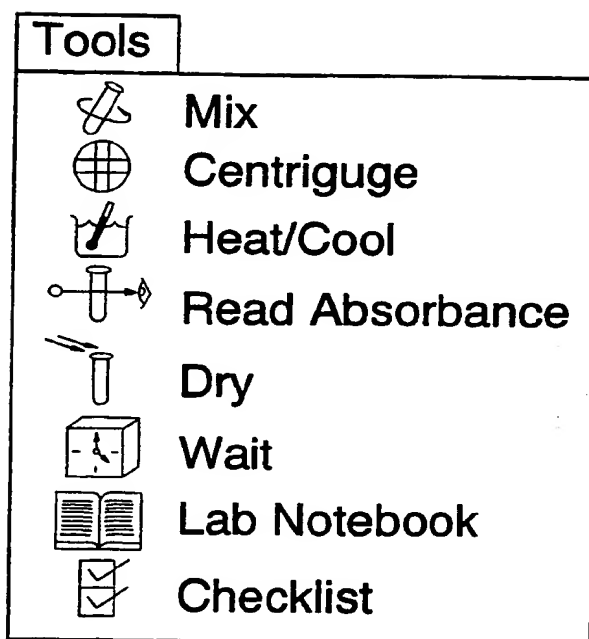 Tools
Mix
Centriguge
Heat/Cool
Read Absorbance
Dry
Wait
Lab Notebook
Checklist